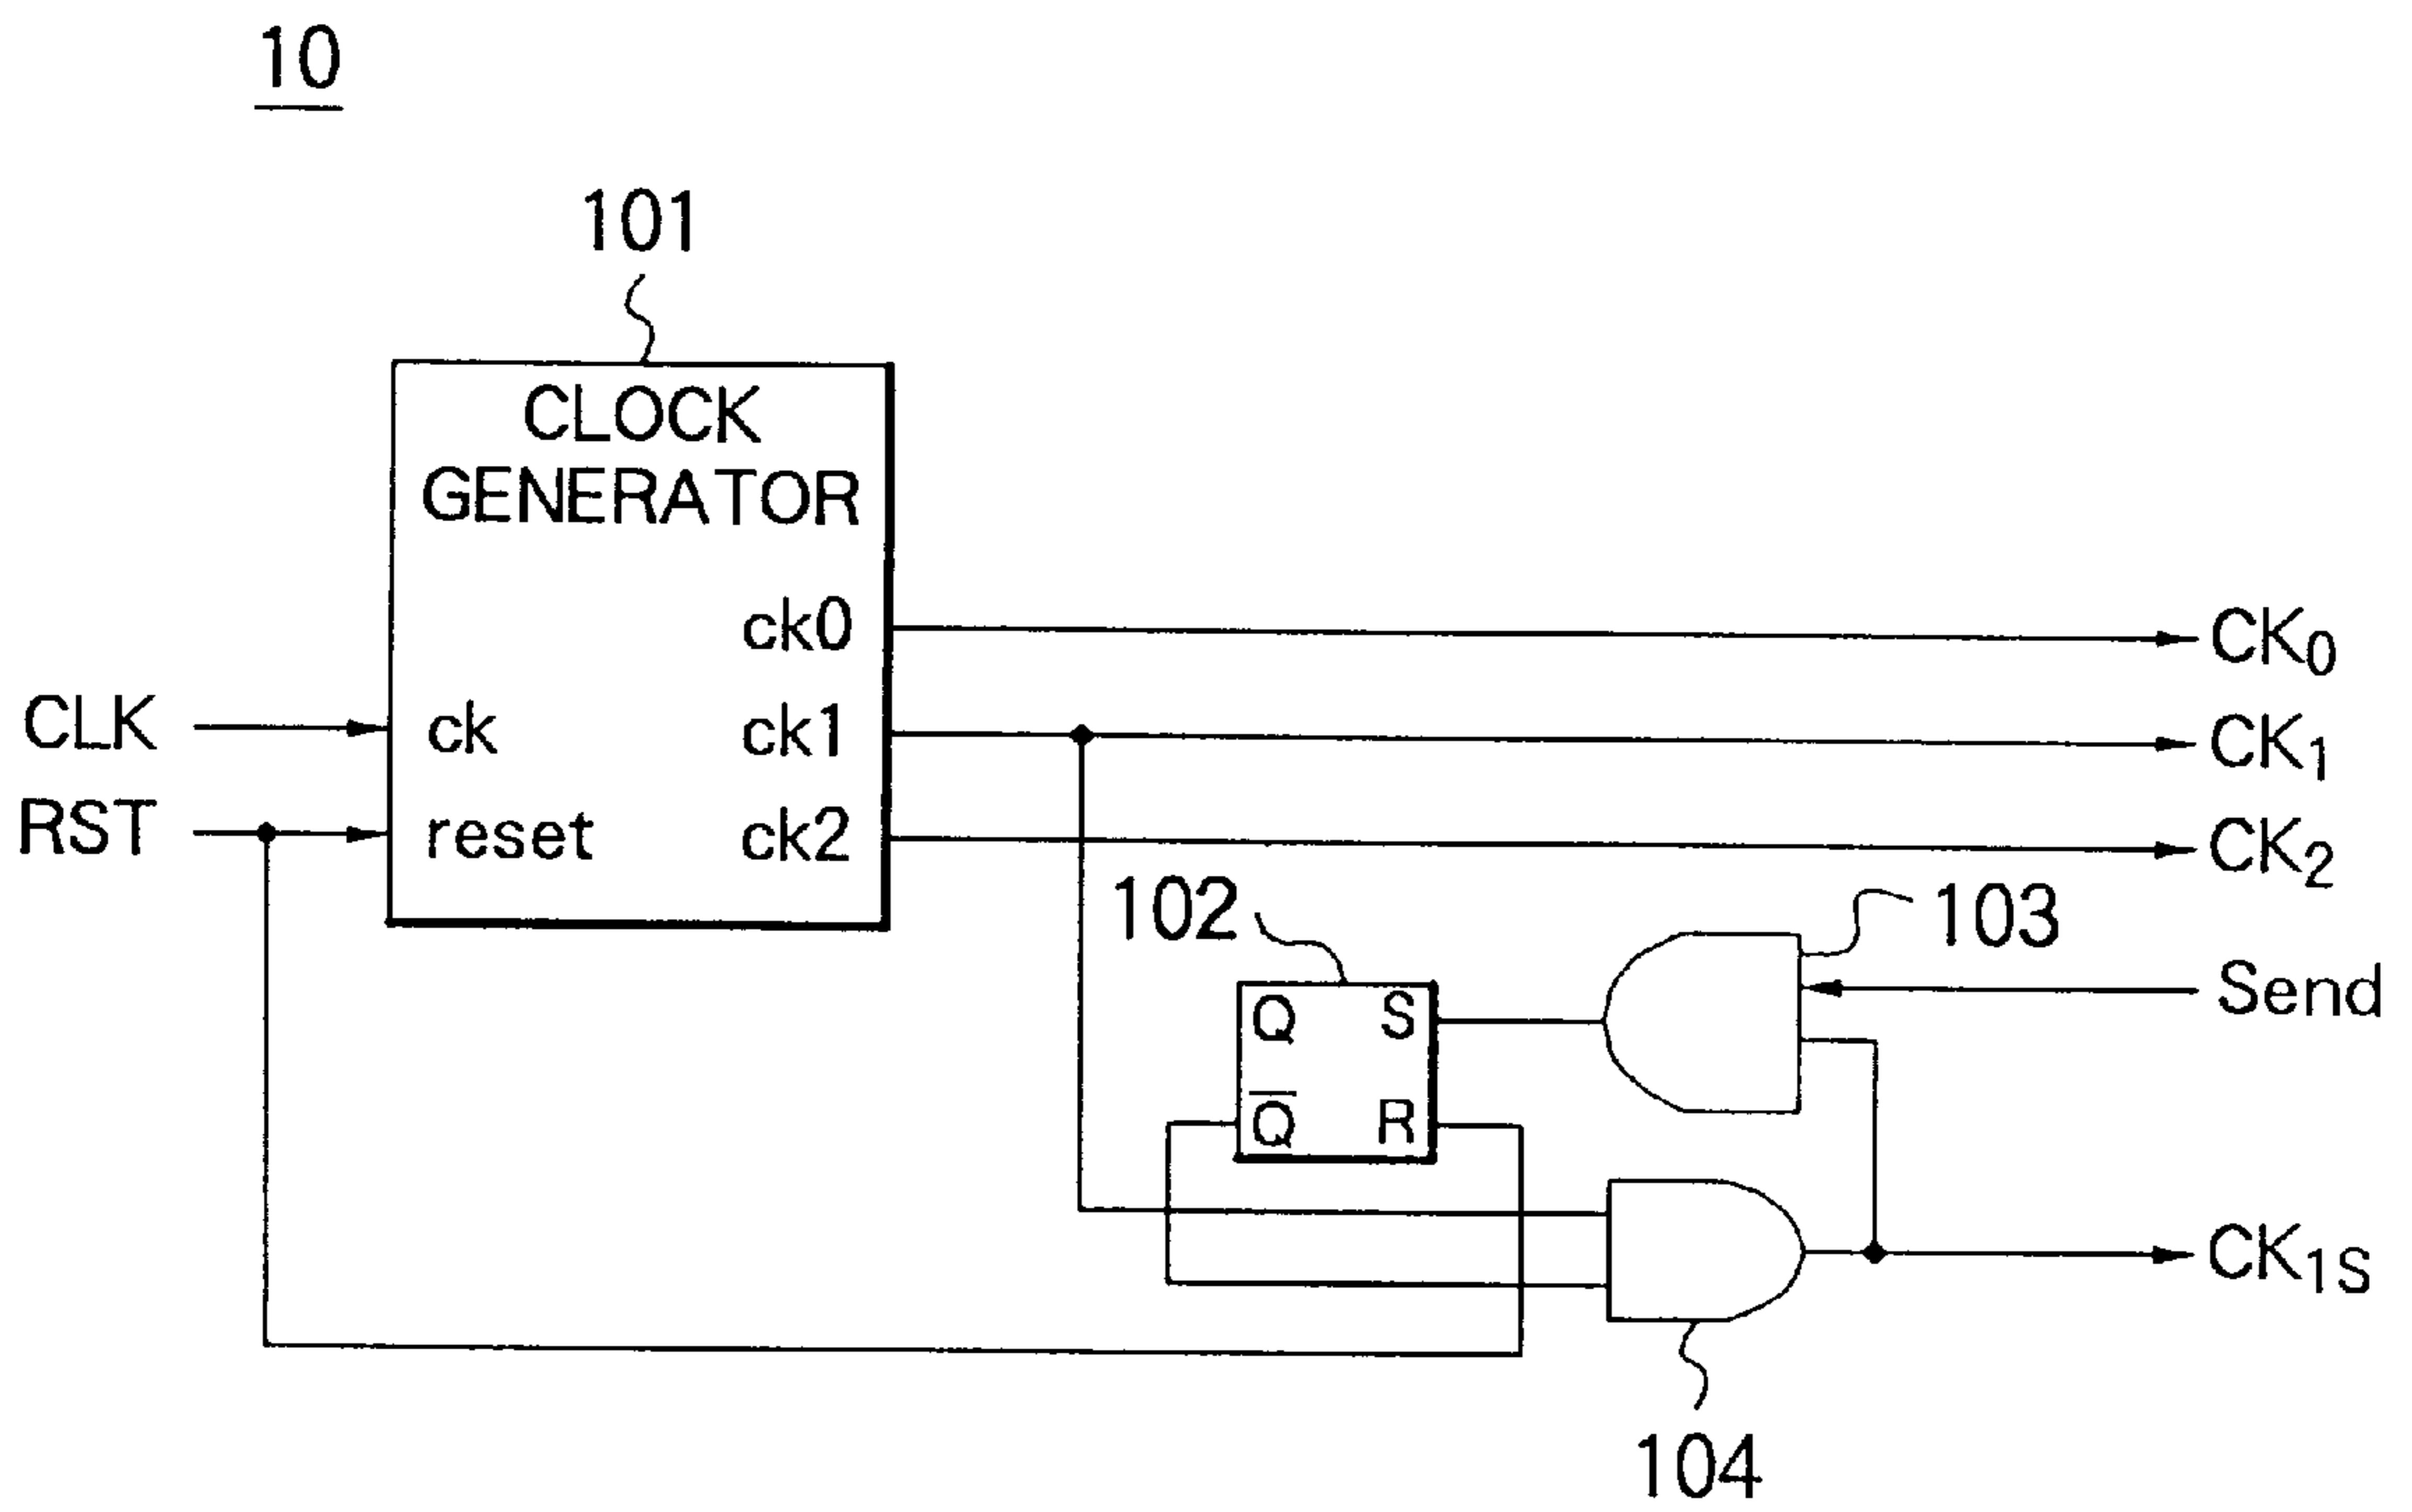 10
101
CLOCK
GENERATOR
ck0
CK0
CLK
ck
ck1
CK1
RST
reset
ck2
CK2
102
103
Q
S
Send
Q̅
R
CK1S
104